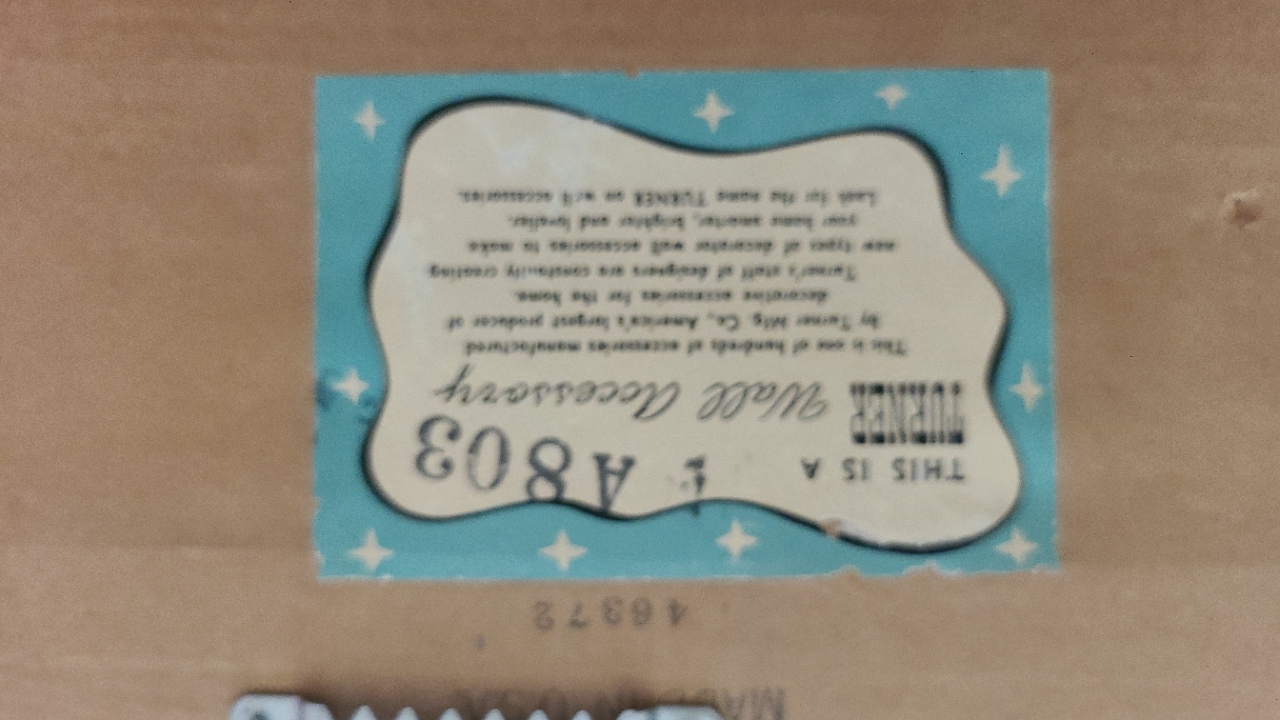 MADE IN U.S.A.
46372
THIS IS A A803
TURNER Wall Accessory
This is one of hundreds of accessories manufactured
by Turner Mfg. Co., America's largest producer of
decorative accessories for the home.
Turner's staff of designers are constantly creating
new types of decorator wall accessories to make
your home smarter, brighter and lovelier.
Look for the name TURNER on wall accessories.